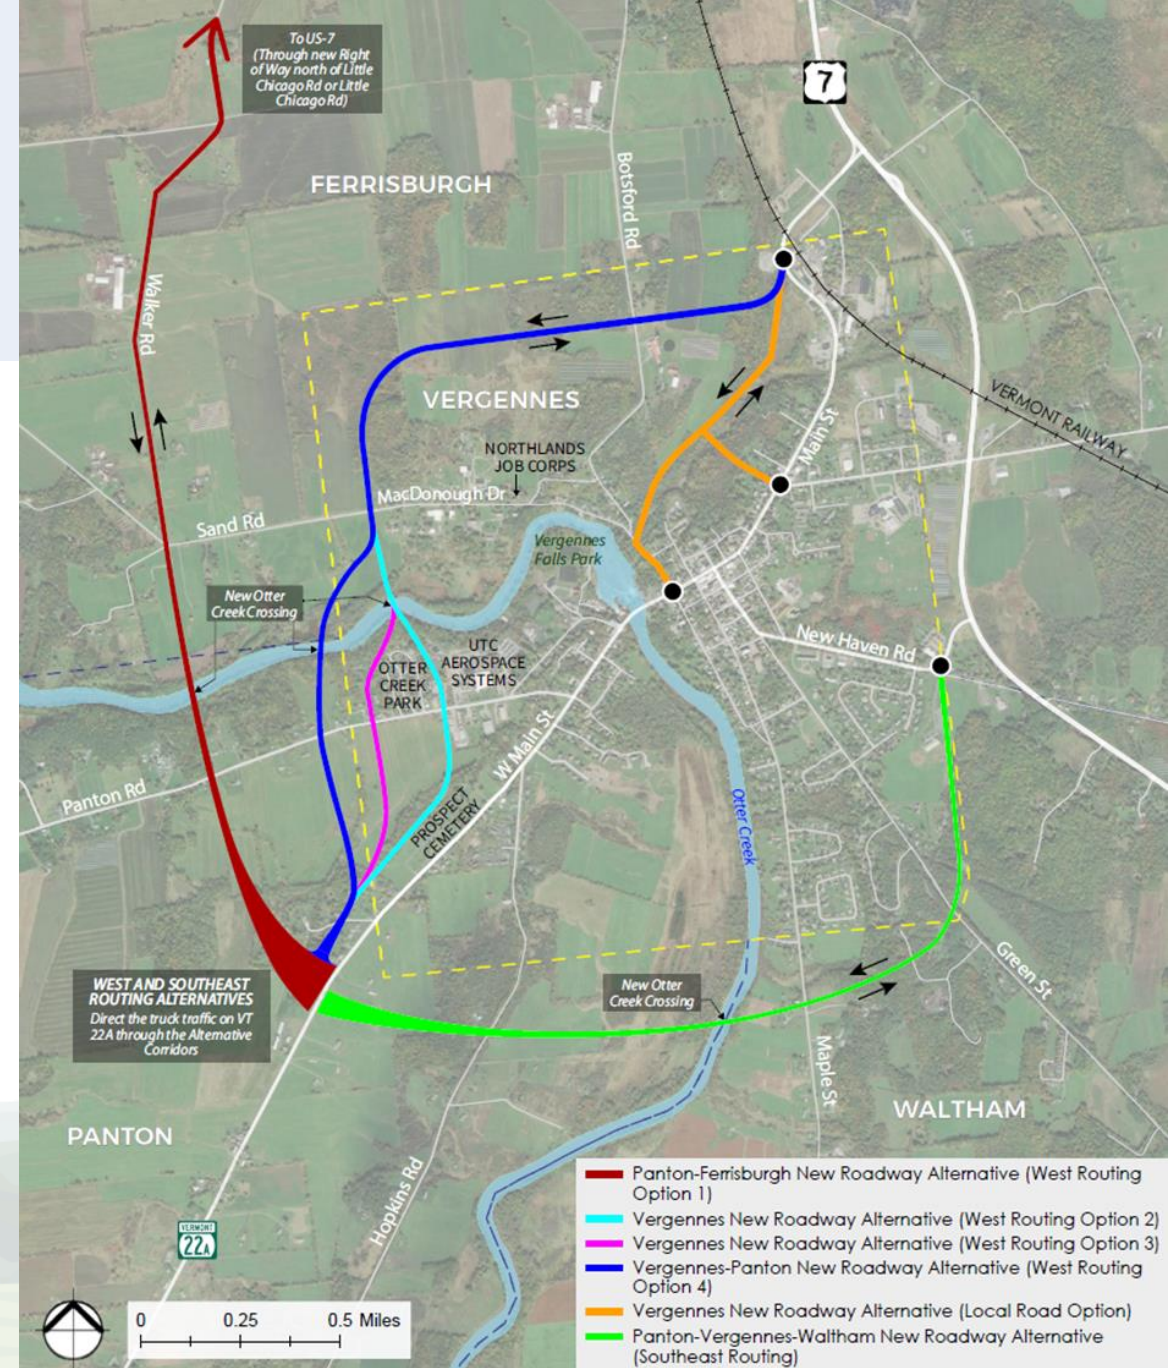 To US-7
(Through new Right
of Way north of Little
Chicago Rd or Little
Chicago Rd)
7
FERRISBURGH
Botsford Rd
Walker Rd
VERGENNES
VERMONT RAILWAY
Main St
NORTHLANDS
JOB CORPS
MacDonough Dr
Sand Rd
Vergennes
Falls Park
New Otter
Creek Crossing
New Haven Rd
UTC
AEROSPACE
SYSTEMS
OTTER
CREEK
PARK
W Main St
Panton Rd
PROSPECT
CEMETERY
Otter Creek
Green St
WEST AND SOUTHEAST
ROUTING ALTERNATIVES
Direct the truck traffic on VT
22A through the Alternative
Corridors
New Otter
Creek Crossing
Maple St
WALTHAM
PANTON
Hopkins Rd
VERMONT
22A
0 0.25 0.5 Miles
Panton-Ferrisburgh New Roadway Alternative (West Routing
Option 1)
Vergennes New Roadway Alternative (West Routing Option 2)
Vergennes New Roadway Alternative (West Routing Option 3)
Vergennes-Panton New Roadway Alternative (West Routing
Option 4)
Vergennes New Roadway Alternative (Local Road Option)
Panton-Vergennes-Waltham New Roadway Alternative
(Southeast Routing)